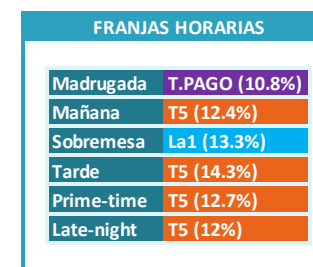 FRANJAS HORARIAS
Madrugada T.PAGO (10.8%)
Mañana T5 (12.4%)
Sobremesa La1 (13.3%)
Tarde T5 (14.3%)
Prime-time T5 (12.7%)
Late-night T5 (12%)